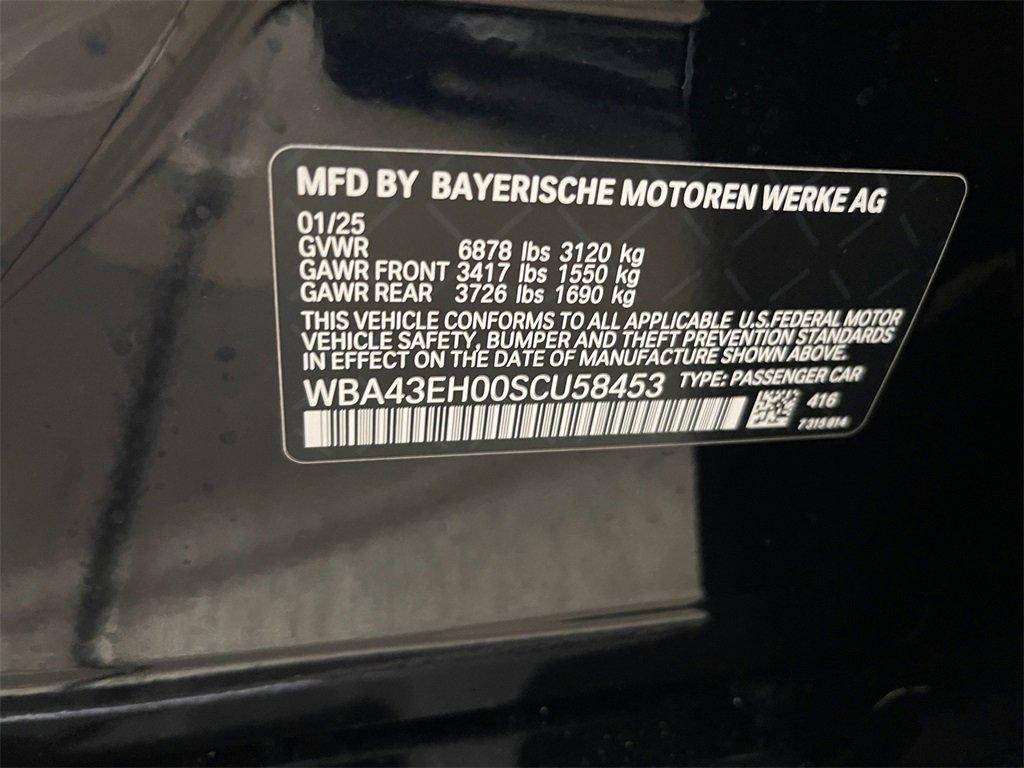 MFD BY BAYERISCHE MOTOREN WERKE AG
01/25
GVWR 6878 lbs 3120 kg
GAWR FRONT 3417 lbs 1550 kg
GAWR REAR 3726 lbs 1690 kg
THIS VEHICLE CONFORMS TO ALL APPLICABLE U.S.FEDERAL MOTOR
VEHICLE SAFETY, BUMPER AND THEFT PREVENTION STANDARDS
IN EFFECT ON THE DATE OF MANUFACTURE SHOWN ABOVE.
WBA43EH00SCU58453 TYPE: PASSENGER CAR
416
7315814